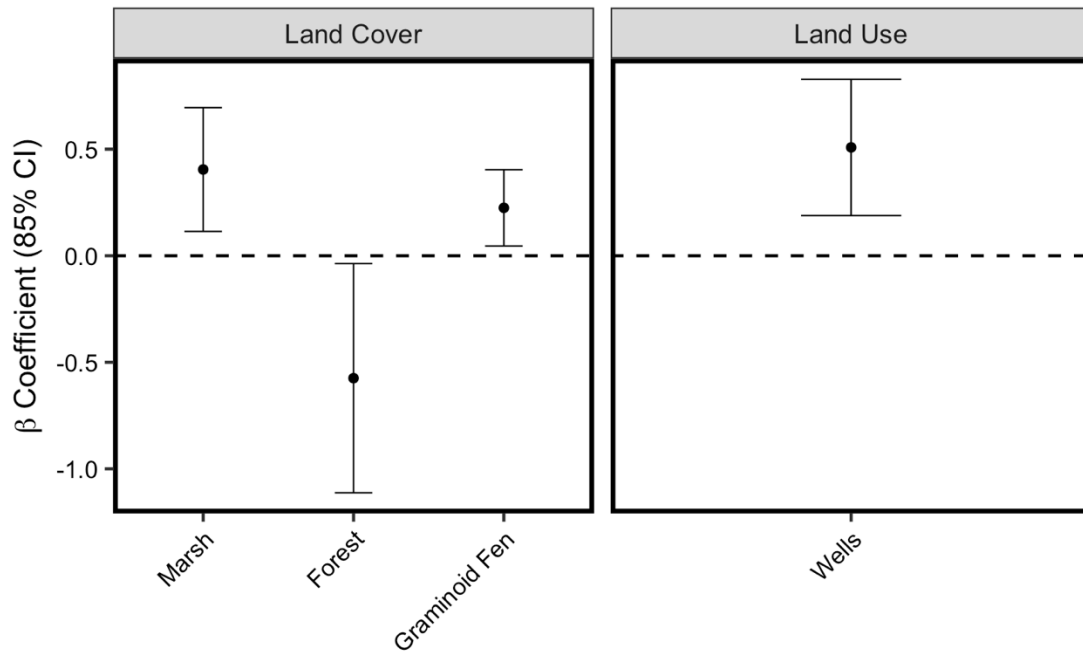 Land Cover
Land Use
β Coefficient (85% CI)
0.5
0.0
-0.5
-1.0
Marsh
Forest
Graminoid Fen
Wells